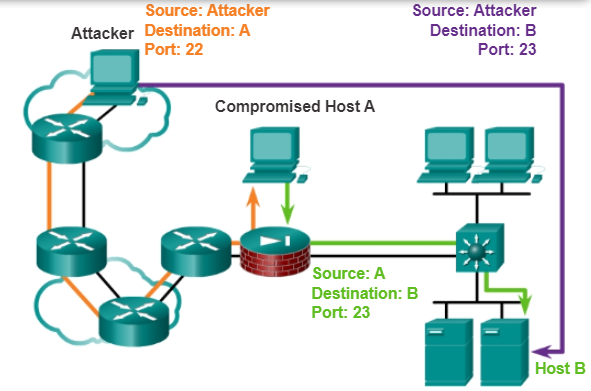 Source: Attacker
Destination: A
Port: 22
Attacker
Source: Attacker
Destination: B
Port: 23
Compromised Host A
Source: A
Destination: B
Port: 23
Host B